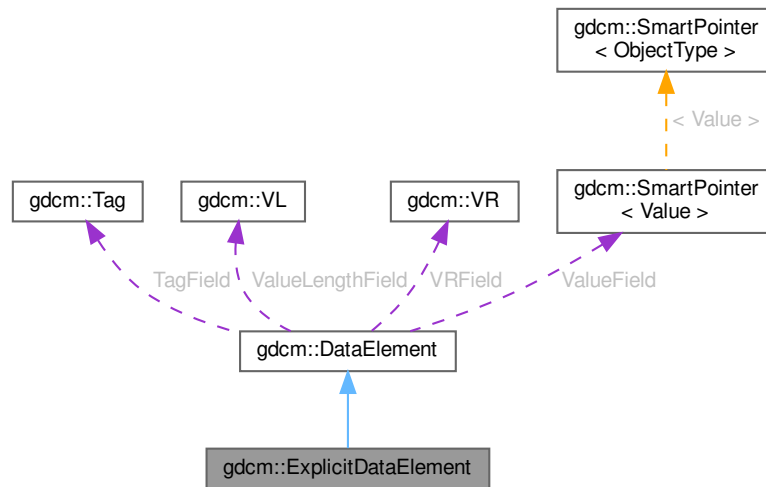 gdcm::SmartPointer
< ObjectType >
< Value >
gdcm::Tag
gdcm::VL
gdcm::VR
gdcm::SmartPointer
< Value >
TagField
ValueLengthField
VRField
ValueField
gdcm::DataElement
gdcm::ExplicitDataElement